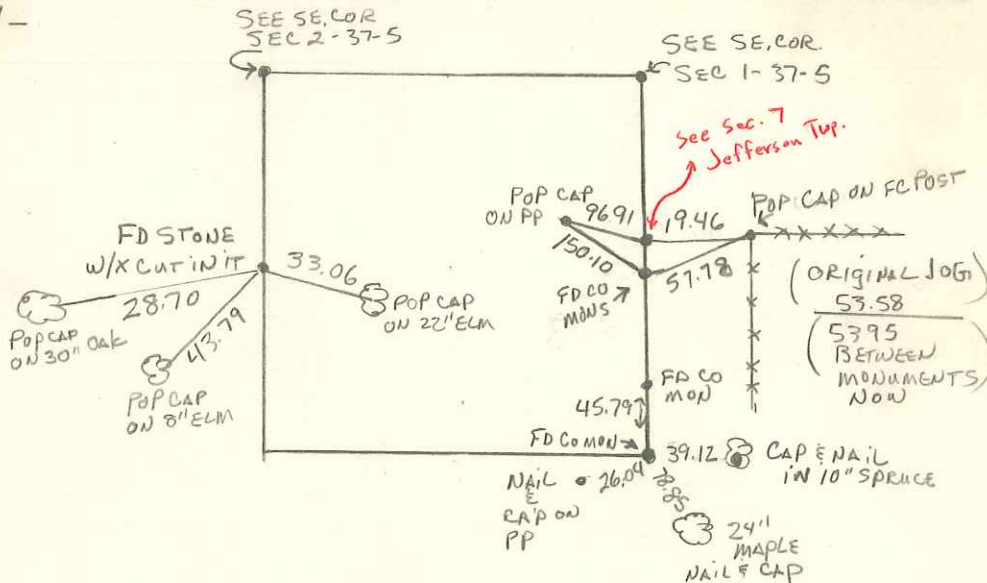 SEE SE. COR
SEC 2-37-5
SEE SE. COR.
SEC 1-37-5
See Sec. 7
Jefferson Twp.
POP CAP
ON PP
96.91
19.46
POP CAP ON FC POST
150.10
57.78
FD STONE
W/X CUT IN IT
33.06
28.70
43.79
POP CAP
ON 30" OAK
POP CAP
ON 22" ELM
POP CAP
ON 8" ELM
FD CO
MONS
(ORIGINAL JOG)
53.58
(5395
BETWEEN
MONUMENTS)
NOW
FD CO
MON
45.79
FD CO MON
39.12
CAP & NAIL
IN 10" SPRUCE
NAIL
&
CAP ON
PP
26.04
24"
MAPLE
NAIL & CAP